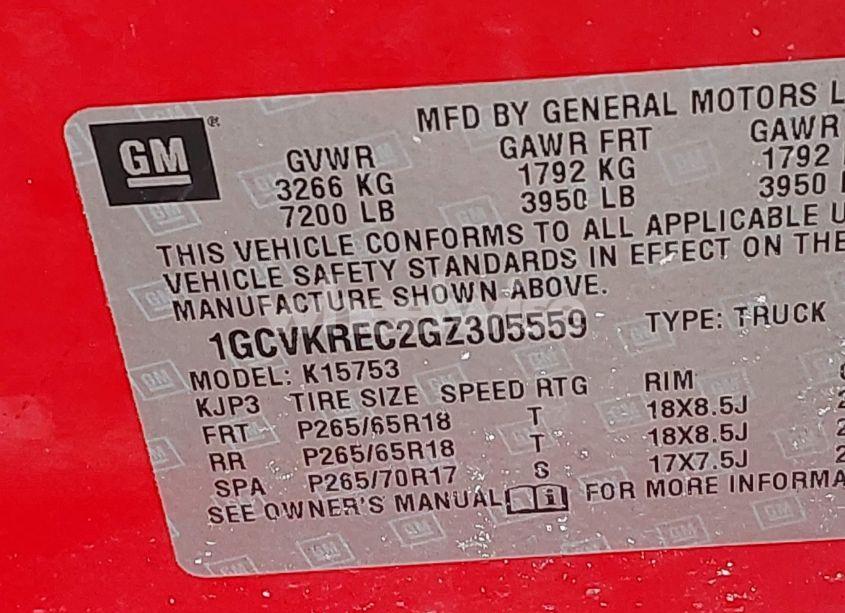 MFD BY GENERAL MOTORS L
GM®
GVWR GAWR FRT GAWR
3266 KG 1792 KG 1792
7200 LB 3950 LB 3950
THIS VEHICLE CONFORMS TO ALL APPLICABLE U
VEHICLE SAFETY STANDARDS IN EFFECT ON THE
MANUFACTURE SHOWN ABOVE.
1GCVKREC2GZ305559 TYPE: TRUCK
MODEL: K15753
KJP3 TIRE SIZE SPEED RTG RIM
FRT P265/65R18 T 18X8.5J 2
RR P265/65R18 T 18X8.5J 2
SPA P265/70R17 S 17X7.5J 2
SEE OWNER'S MANUAL i FOR MORE INFORMA